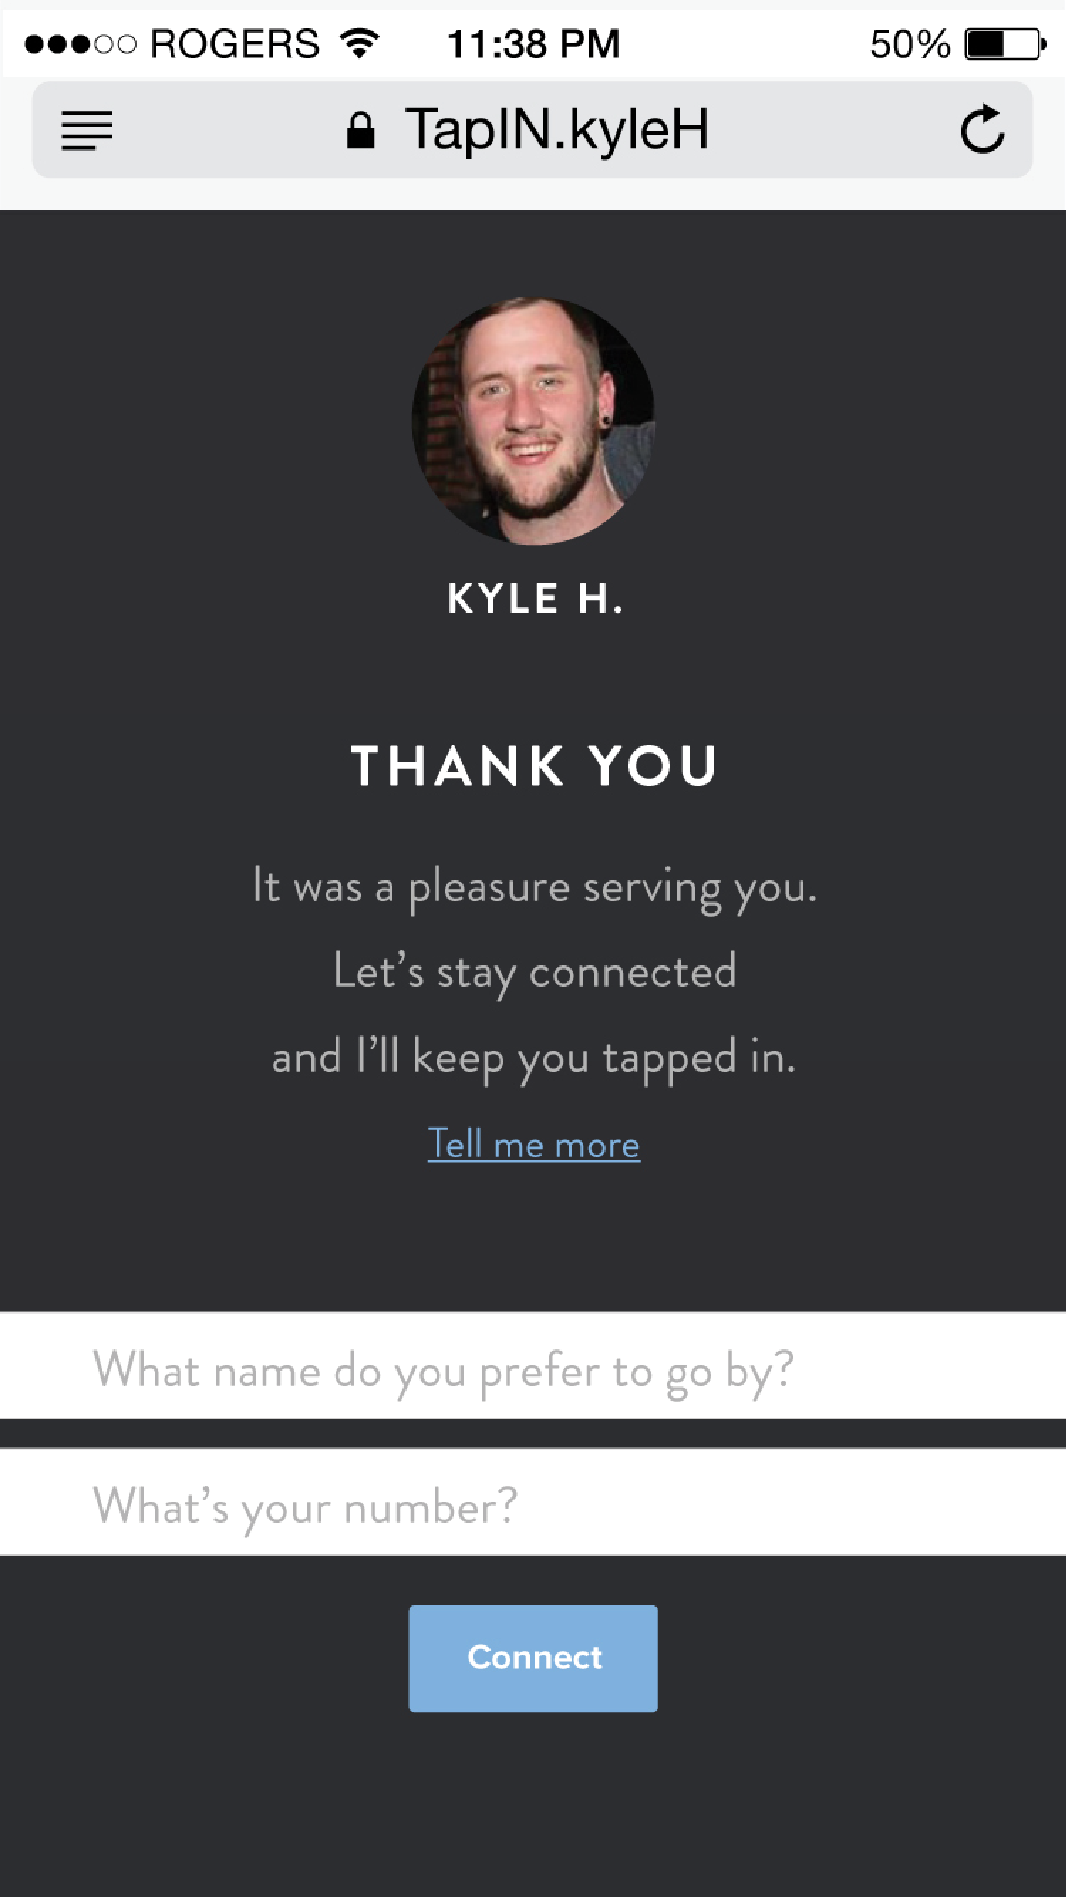 ROGERS 11:38 PM 50%
TapIN.kyleH
KYLE H.
THANK YOU
It was a pleasure serving you.
Let’s stay connected
and I’ll keep you tapped in.
Tell me more
What name do you prefer to go by?
What’s your number?
Connect